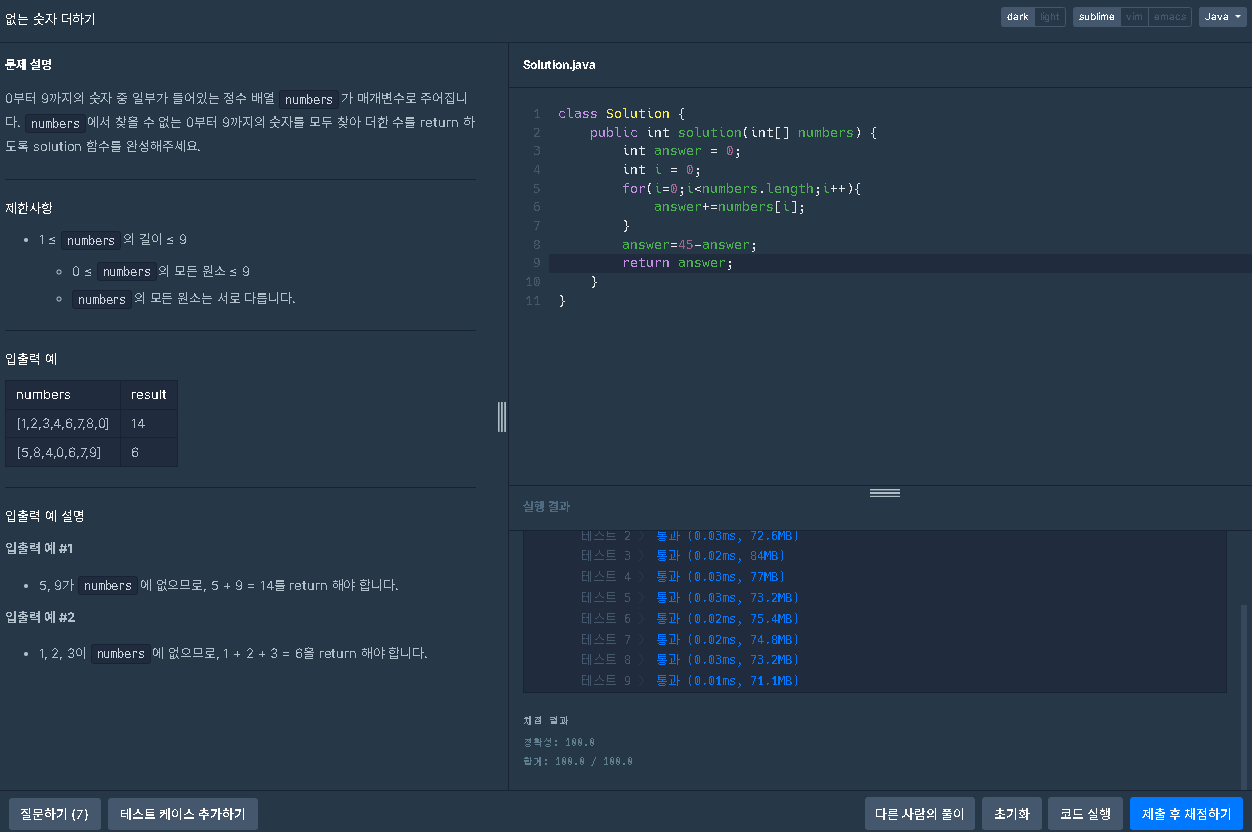 없는 숫자 더하기
dark light sublime vim emacs Java
문제 설명
0부터 9까지의 숫자 중 일부가 들어있는 정수 배열 numbers 가 매개변수로 주어집니
다. numbers 에서 찾을 수 없는 0부터 9까지의 숫자를 모두 찾아 더한 수를 return 하
도록 solution 함수를 완성해주세요.
제한사항
1 ≤ numbers 의 길이 ≤ 9
0 ≤ numbers 의 모든 원소 ≤ 9
numbers 의 모든 원소는 서로 다릅니다.
입출력 예
numbers result
[1,2,3,4,6,7,8,0] 14
[5,8,4,0,6,7,9] 6
입출력 예 설명
입출력 예 #1
5, 9가 numbers 에 없으므로, 5 + 9 = 14를 return 해야 합니다.
입출력 예 #2
1, 2, 3이 numbers 에 없으므로, 1 + 2 + 3 = 6을 return 해야 합니다.
Solution.java
1 class Solution {
2 public int solution(int[] numbers) {
3 int answer = 0;
4 int i = 0;
5 for(i=0;i<numbers.length;i++){
6 answer+=numbers[i];
7 }
8 answer=45-answer;
9 return answer;
10 }
11 }
실행 결과
테스트 2 〉 통과 (0.03ms, 72.6MB)
테스트 3 〉 통과 (0.02ms, 84MB)
테스트 4 〉 통과 (0.03ms, 77MB)
테스트 5 〉 통과 (0.03ms, 73.2MB)
테스트 6 〉 통과 (0.02ms, 75.4MB)
테스트 7 〉 통과 (0.02ms, 74.8MB)
테스트 8 〉 통과 (0.03ms, 73.2MB)
테스트 9 〉 통과 (0.01ms, 71.1MB)
채점 결과
정확성: 100.0
합계: 100.0 / 100.0
질문하기 (7) 테스트 케이스 추가하기 다른 사람의 풀이 초기화 코드 실행 제출 후 채점하기